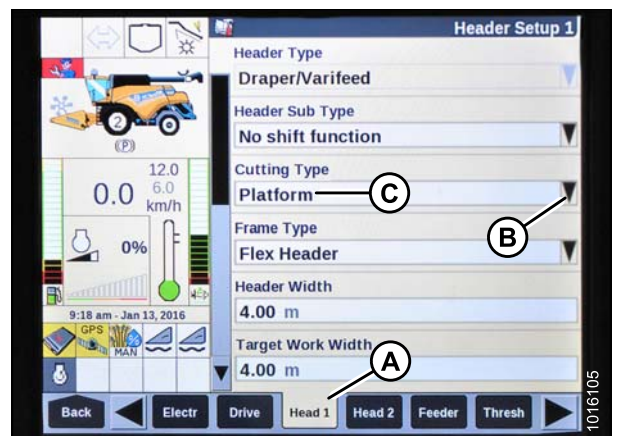 Header Setup 1
Header Type
Draper/Varifeed
Header Sub Type
No shift function
Cutting Type
Platform
C
B
Frame Type
Flex Header
Header Width
4.00 m
Target Work Width
4.00 m
A
2
(P)
12.0
0.0 6.0
km/h
0%
9:18 am - Jan 13, 2016
GPS
MAN
Back Electr Drive Head 1 Head 2 Feeder Thresh
1016105